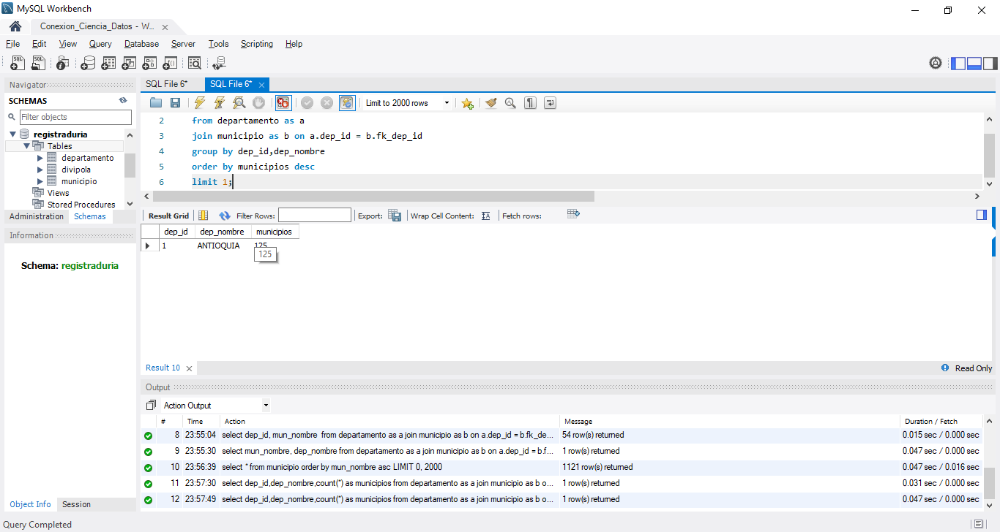 MySQL Workbench
Conexion_Ciencia_Datos - W...
File Edit View Query Database Server Tools Scripting Help
Navigator
SCHEMAS
Filter objects
registraduria
Tables
departamento
divipola
municipio
Views
Stored Procedures
Administration Schemas
Information
Schema: registraduria
Object Info Session
SQL File 6* SQL File 6*
Limit to 2000 rows
2 from departamento as a
3 join municipio as b on a.dep_id = b.fk_dep_id
4 group by dep_id,dep_nombre
5 order by municipios desc
6 limit 1;
Result Grid Filter Rows: Export: Wrap Cell Content: Fetch rows:
dep_id dep_nombre municipios
1 ANTIOQUIA 125
125
Result 10 Read Only
Output
Action Output
# Time Action Message Duration / Fetch
8 23:55:04 select dep_id, mun_nombre from departamento as a join municipio as b on a.dep_id = b.fk_de... 54 row(s) returned 0.015 sec / 0.000 sec
9 23:55:30 select mun_nombre, dep_nombre from departamento as a join municipio as b on a.dep_id = b.f... 1 row(s) returned 0.047 sec / 0.000 sec
10 23:56:39 select * from municipio order by mun_nombre asc LIMIT 0, 2000 1121 row(s) returned 0.047 sec / 0.016 sec
11 23:57:30 select dep_id,dep_nombre,count(*) as municipios from departamento as a join municipio as b o... 1 row(s) returned 0.031 sec / 0.000 sec
12 23:57:49 select dep_id,dep_nombre,count(*) as municipios from departamento as a join municipio as b o... 1 row(s) returned 0.047 sec / 0.000 sec
Query Completed